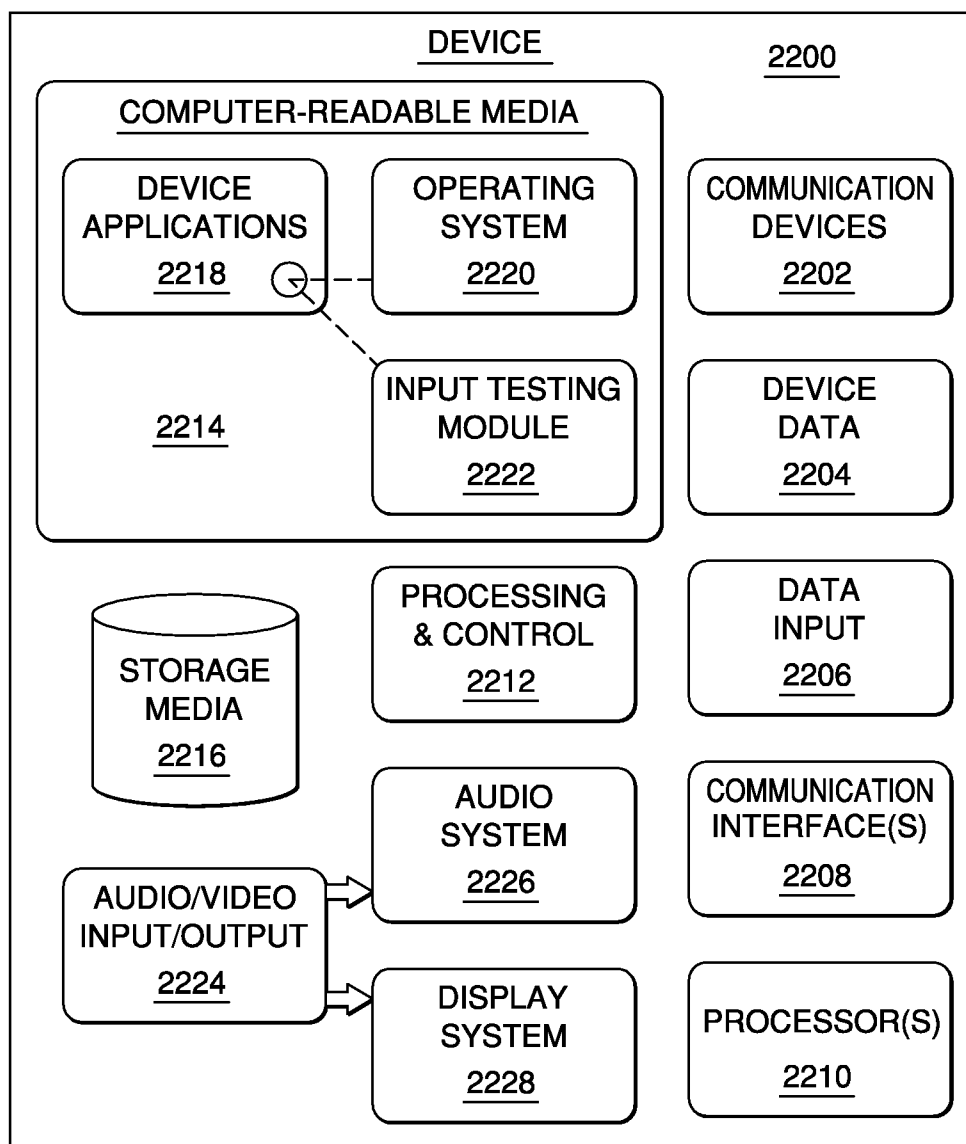 DEVICE
2200
COMPUTER-READABLE MEDIA
DEVICE
APPLICATIONS
2218
OPERATING
SYSTEM
2220
INPUT TESTING
MODULE
2222
2214
COMMUNICATION
DEVICES
2202
DEVICE
DATA
2204
STORAGE
MEDIA
2216
PROCESSING
& CONTROL
2212
DATA
INPUT
2206
AUDIO
SYSTEM
2226
COMMUNICATION
INTERFACE(S)
2208
AUDIO/VIDEO
INPUT/OUTPUT
2224
DISPLAY
SYSTEM
2228
PROCESSOR(S)
2210